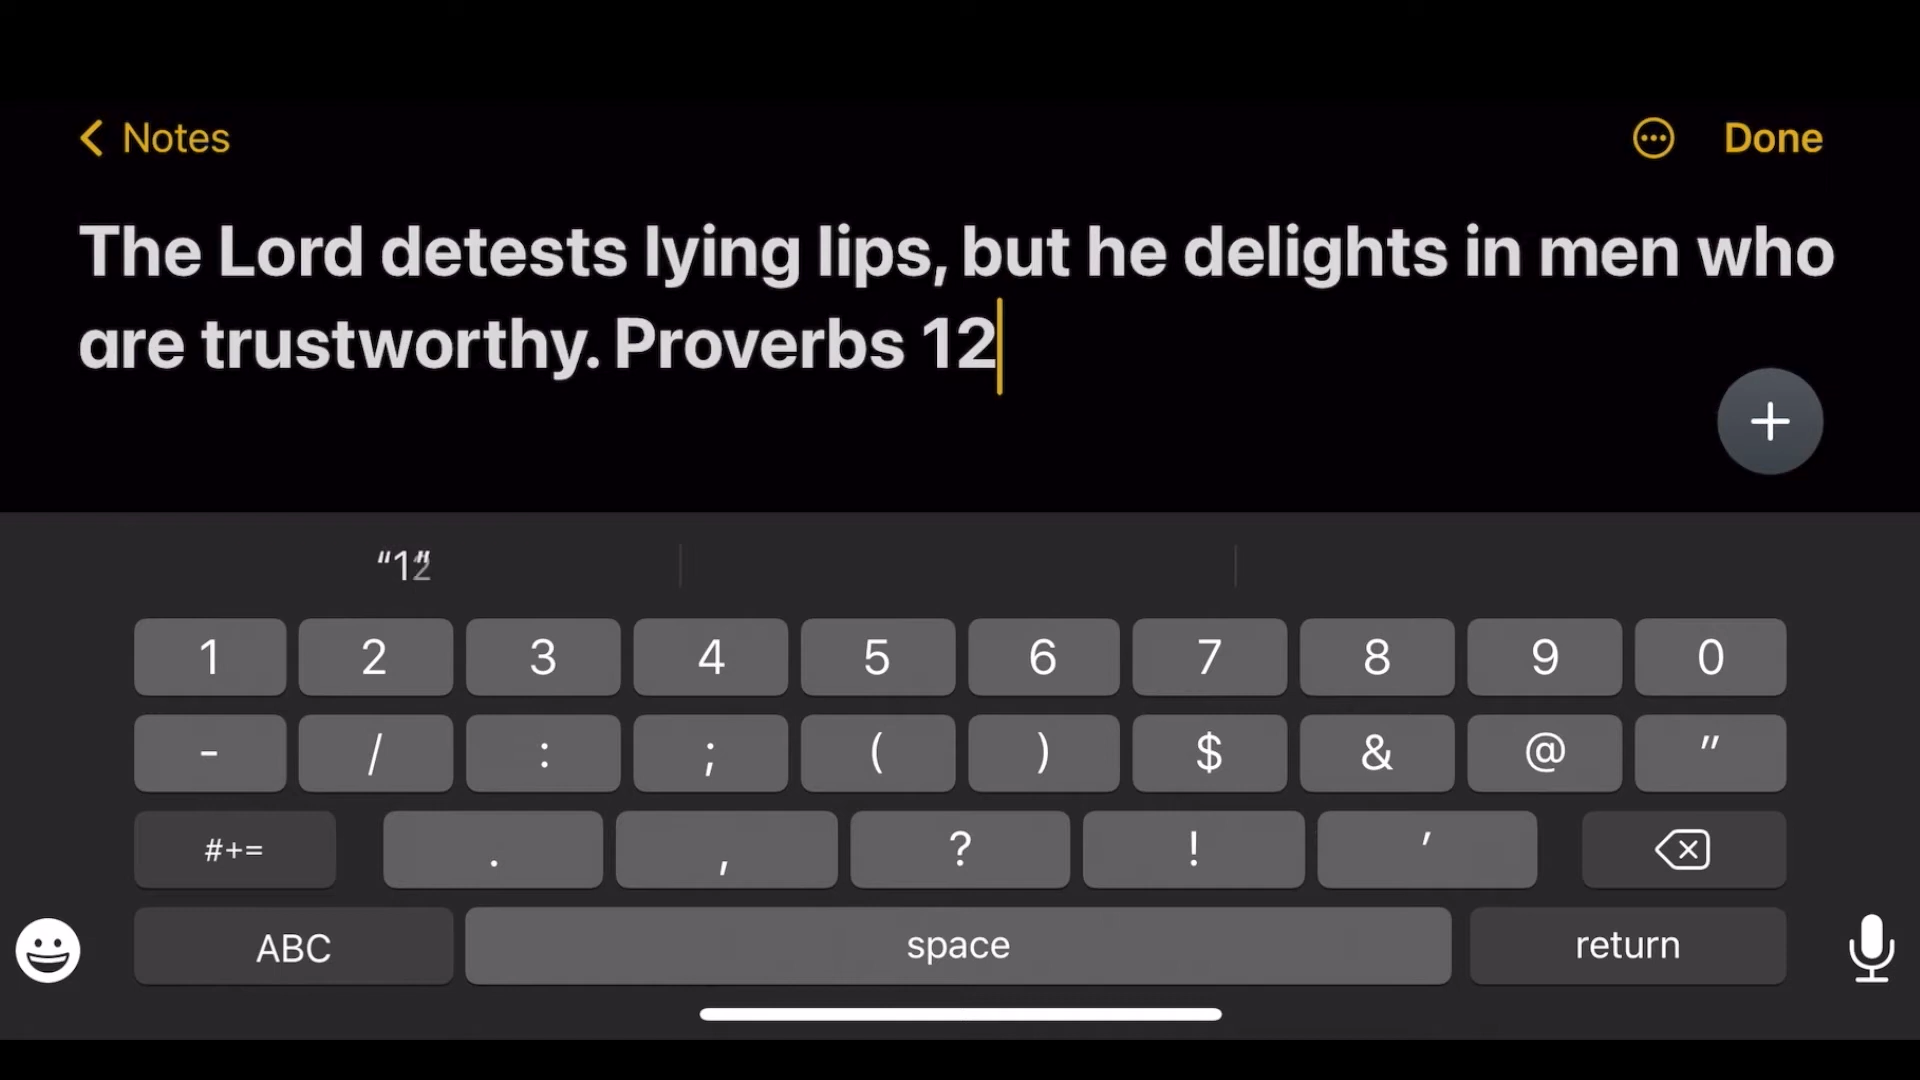 Notes
Done
The Lord detests lying lips, but he delights in men who
are trustworthy. Proverbs 12
1 2 3 4 5 6 7 8 9 0
- / : ; ( ) $ & @ "
#+= . , ? ! '
ABC space return